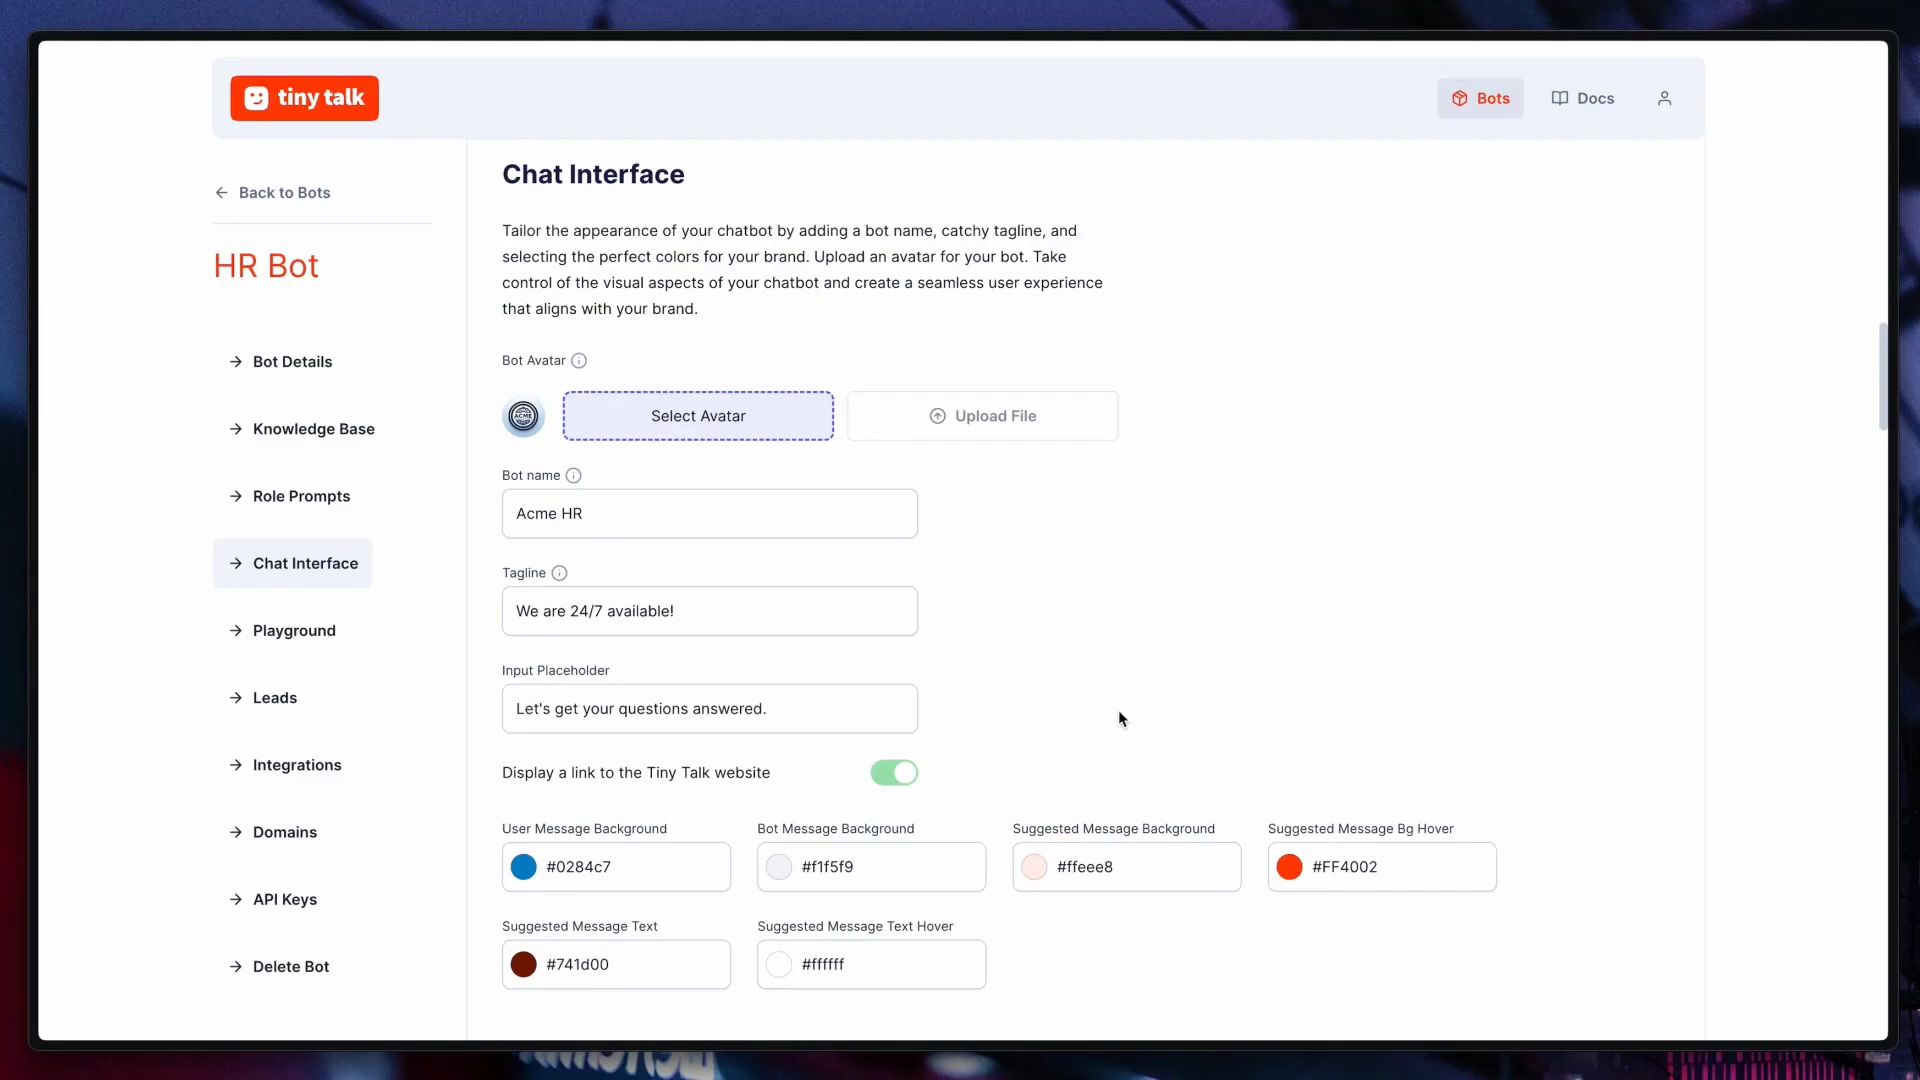 tiny talk
Bots
Docs
Back to Bots
HR Bot
Bot Details
Knowledge Base
Role Prompts
Chat Interface
Playground
Leads
Integrations
Domains
API Keys
Delete Bot
Chat Interface
Tailor the appearance of your chatbot by adding a bot name, catchy tagline, and
selecting the perfect colors for your brand. Upload an avatar for your bot. Take
control of the visual aspects of your chatbot and create a seamless user experience
that aligns with your brand.
Bot Avatar
ACME
Select Avatar
Upload File
Bot name
Acme HR
Tagline
We are 24/7 available!
Input Placeholder
Let's get your questions answered.
Display a link to the Tiny Talk website
User Message Background
#0284c7
Bot Message Background
#f1f5f9
Suggested Message Background
#ffeee8
Suggested Message Bg Hover
#FF4002
Suggested Message Text
#741d00
Suggested Message Text Hover
#ffffff